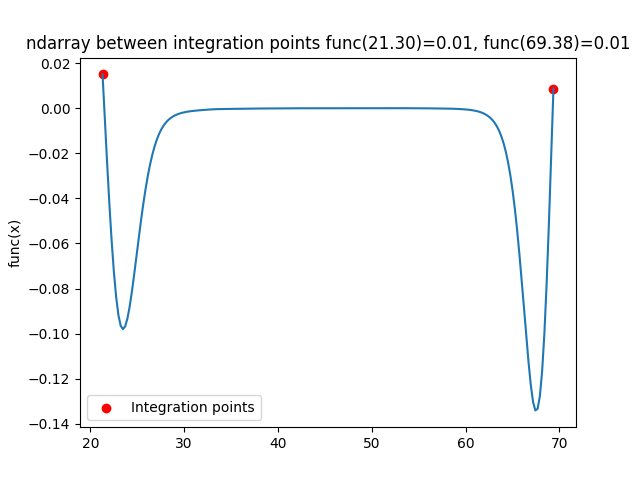 ndarray between integration points func(21.30)=0.01, func(69.38)=0.01
0.02
0.00
−0.02
−0.04
−0.06
−0.08
−0.10
−0.12
−0.14
func(x)
Integration points
20 30 40 50 60 70